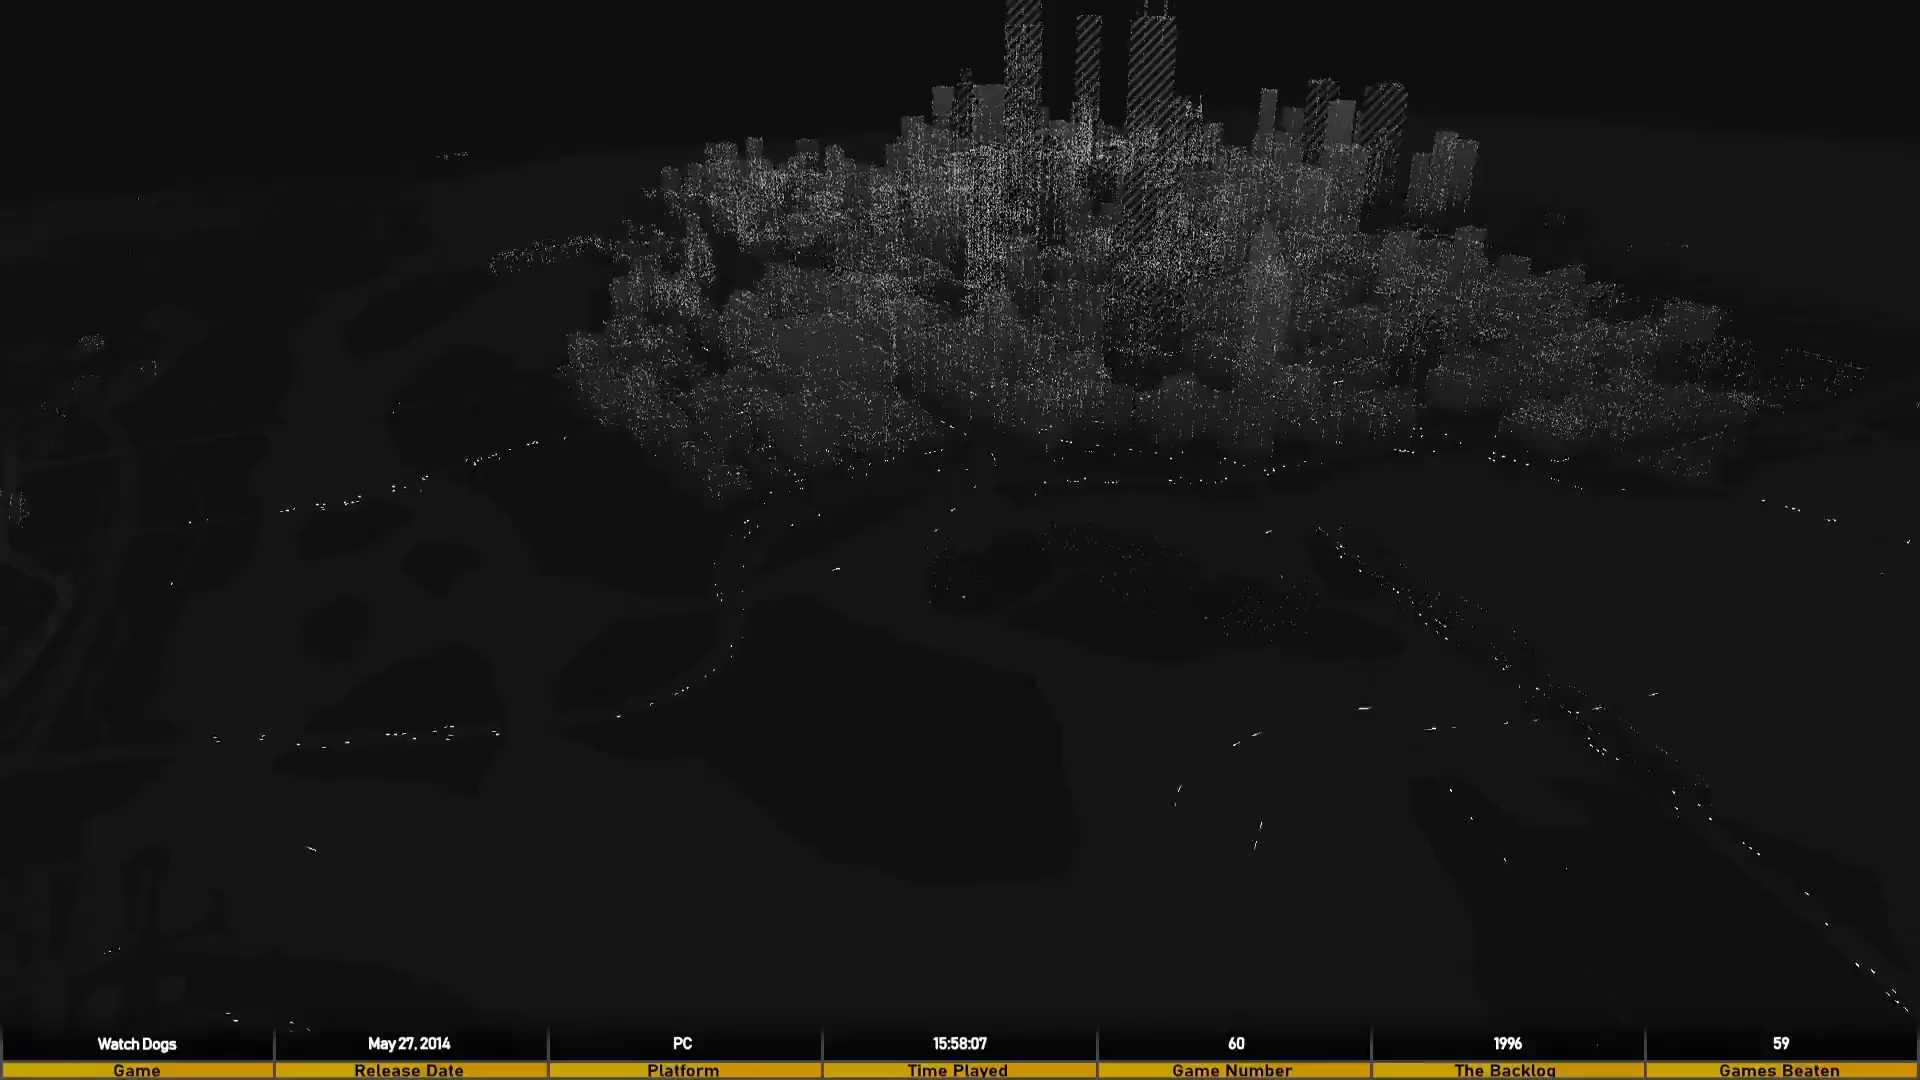 Watch Dogs May 27, 2014 PC 15:58:07 60 1996 59
Game Release Date Platform Time Played Game Number The Backlog Games Beaten